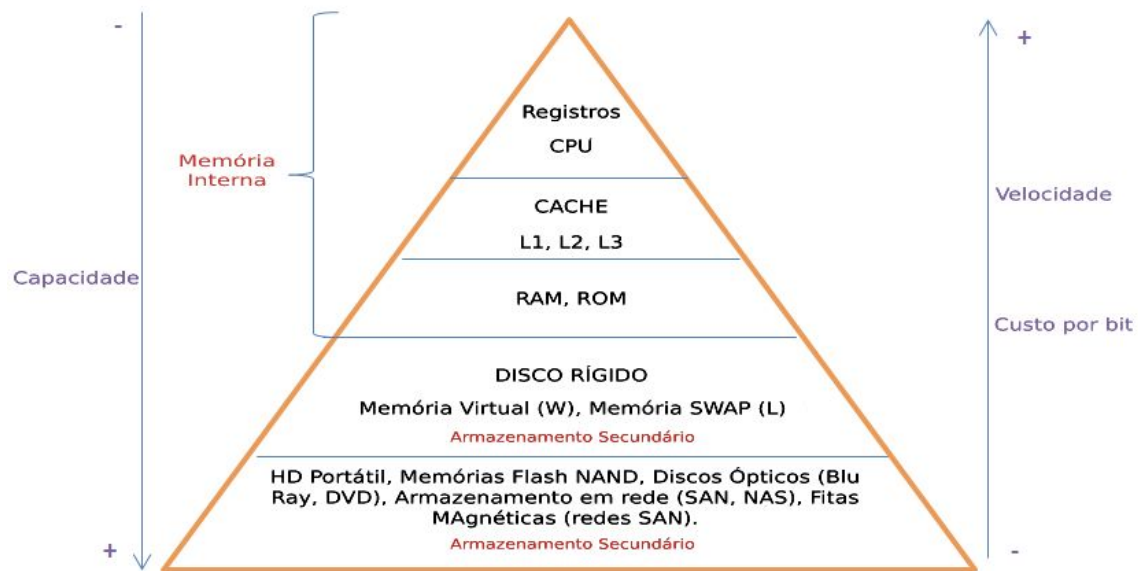 -
+
Registros
CPU
Memória
Interna
CACHE
L1, L2, L3
Velocidade
Capacidade
RAM, ROM
Custo por bit
DISCO RÍGIDO
Memória Virtual (W), Memória SWAP (L)
Armazenamento Secundário
HD Portátil, Memórias Flash NAND, Discos Ópticos (Blu
Ray, DVD), Armazenamento em rede (SAN, NAS), Fitas
MAgnéticas (redes SAN).
Armazenamento Secundário
+
-